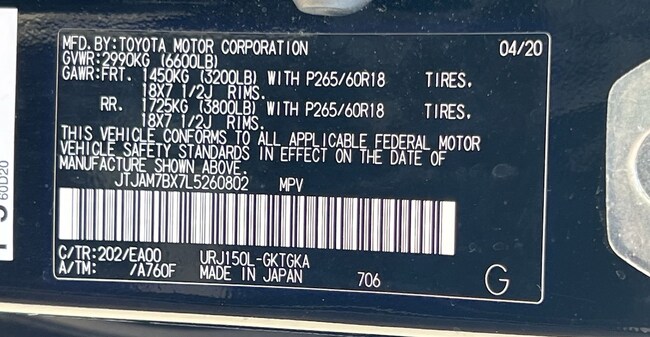 MFD.BY:TOYOTA MOTOR CORPORATION 04/20
GVWR:2990KG (6600LB)
GAWR:FRT. 1450KG (3200LB) WITH P265/60R18 TIRES.
18X7 1/2J RIMS.
RR. 1725KG (3800LB) WITH P265/60R18 TIRES.
18X7 1/2J RIMS.
THIS VEHICLE CONFORMS TO ALL APPLICABLE FEDERAL MOTOR
VEHICLE SAFETY STANDARDS IN EFFECT ON THE DATE OF
MANUFACTURE SHOWN ABOVE.
JTJAM7BX7L5260802 MPV
C/TR:202/EA00 URJ150L-GKTGKA
A/TM: /A760F MADE IN JAPAN 706 G
60D20